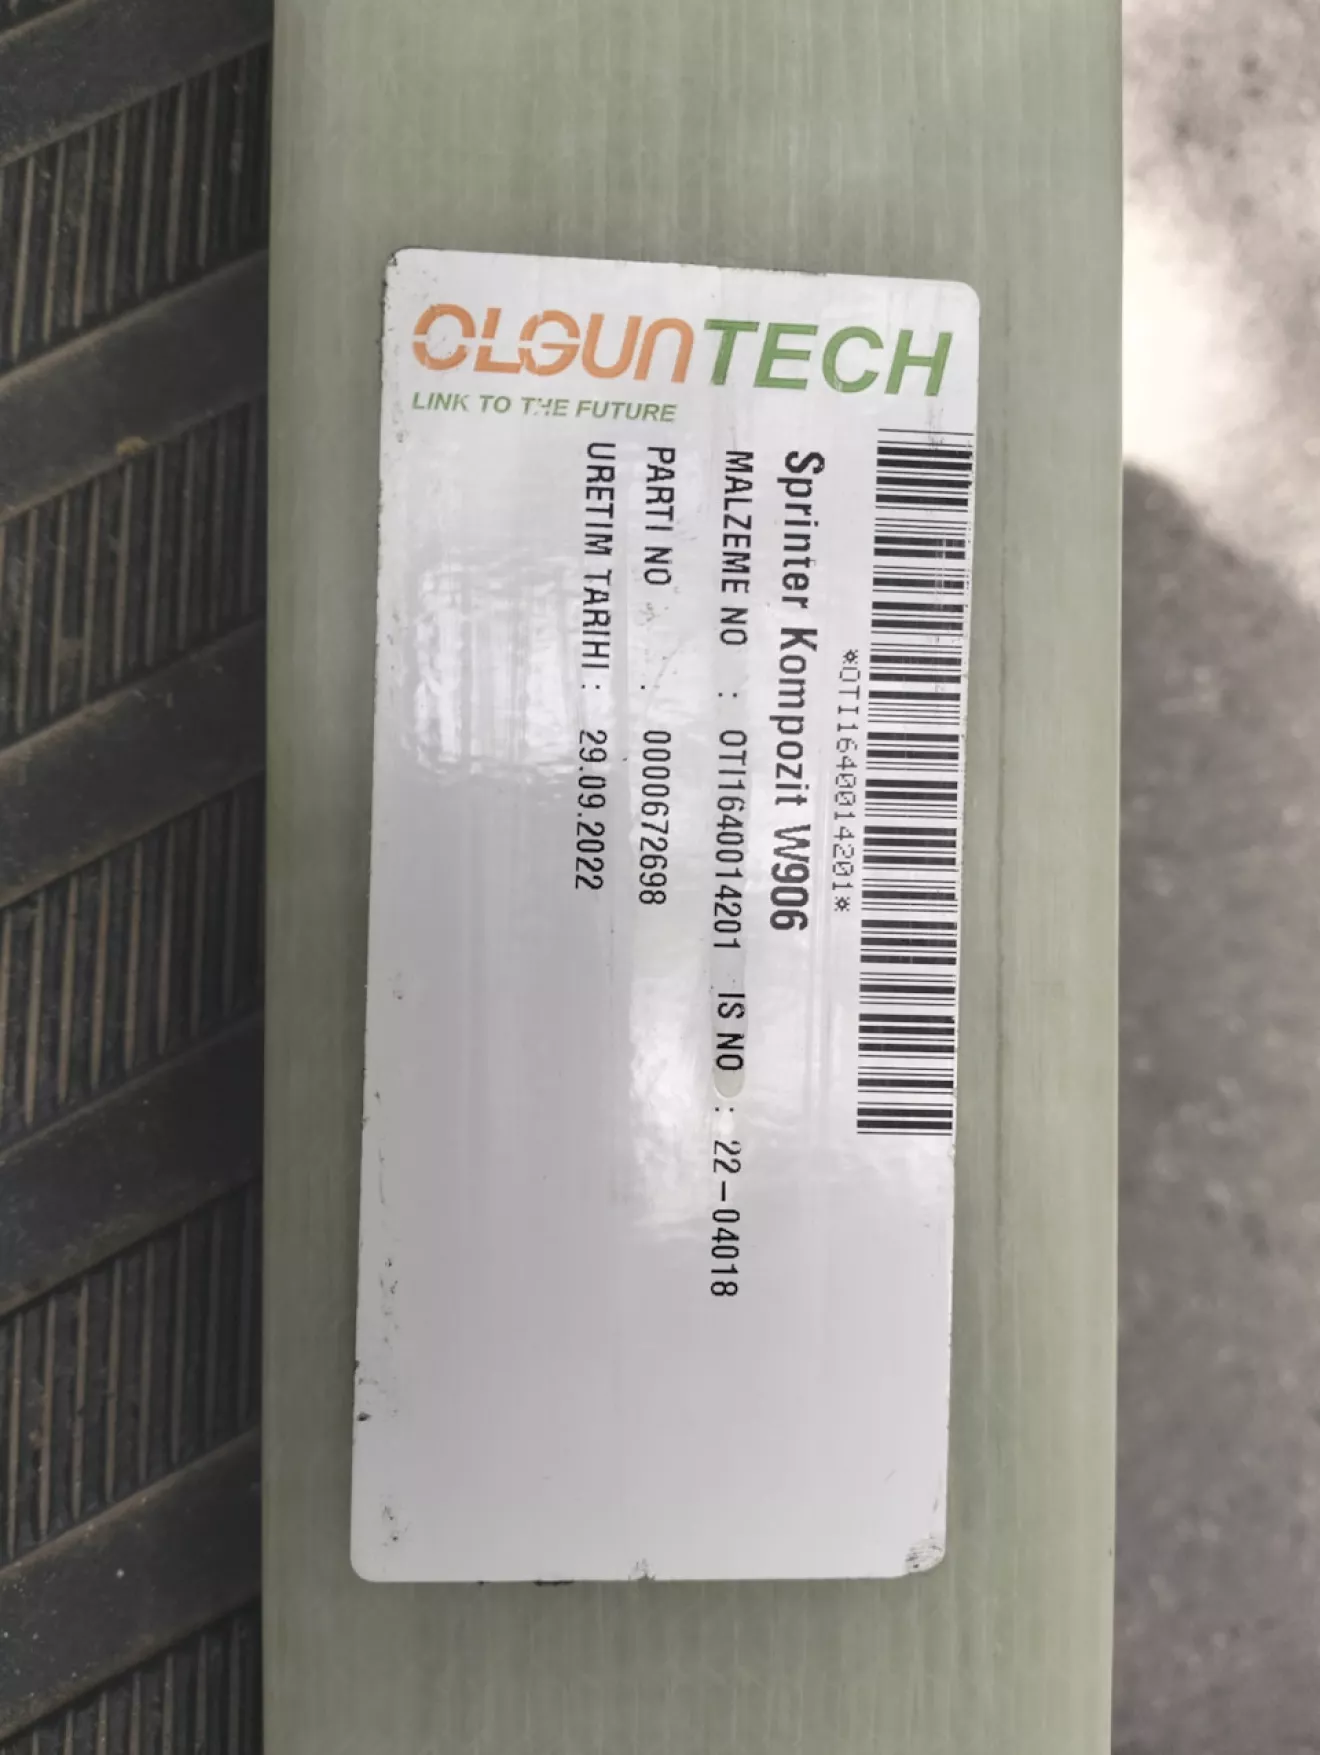 OLGUNTECH
LINK TO THE FUTURE
*OTI1640014201*
Sprinter Kompozit W906
MALZEME NO : OTI1640014201 IS NO : 22-04018
PARTI NO : 0000672698
URETIM TARIHI : 29.09.2022